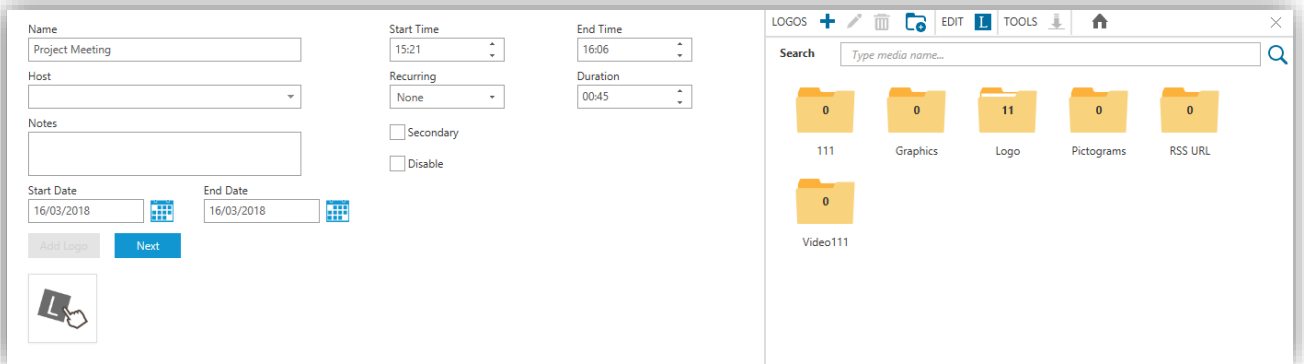 Name
Project Meeting
Host
Notes
Start Date
16/03/2018
End Date
16/03/2018
Add Logo
Next
L
Start Time
15:21
End Time
16:06
Recurring
None
Duration
00:45
Secondary
Disable
LOGOS
EDIT
L
TOOLS
Search
Type media name...
0
0
11
0
0
111
Graphics
Logo
Pictograms
RSS URL
0
Video111